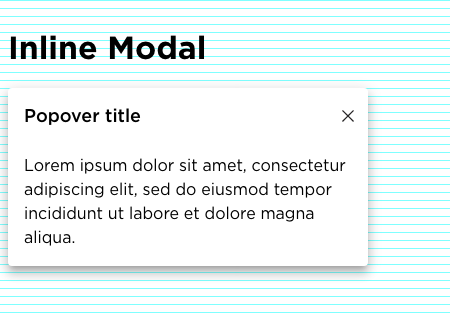 Inline Modal
Popover title
Lorem ipsum dolor sit amet, consectetur
adipiscing elit, sed do eiusmod tempor
incididunt ut labore et dolore magna
aliqua.